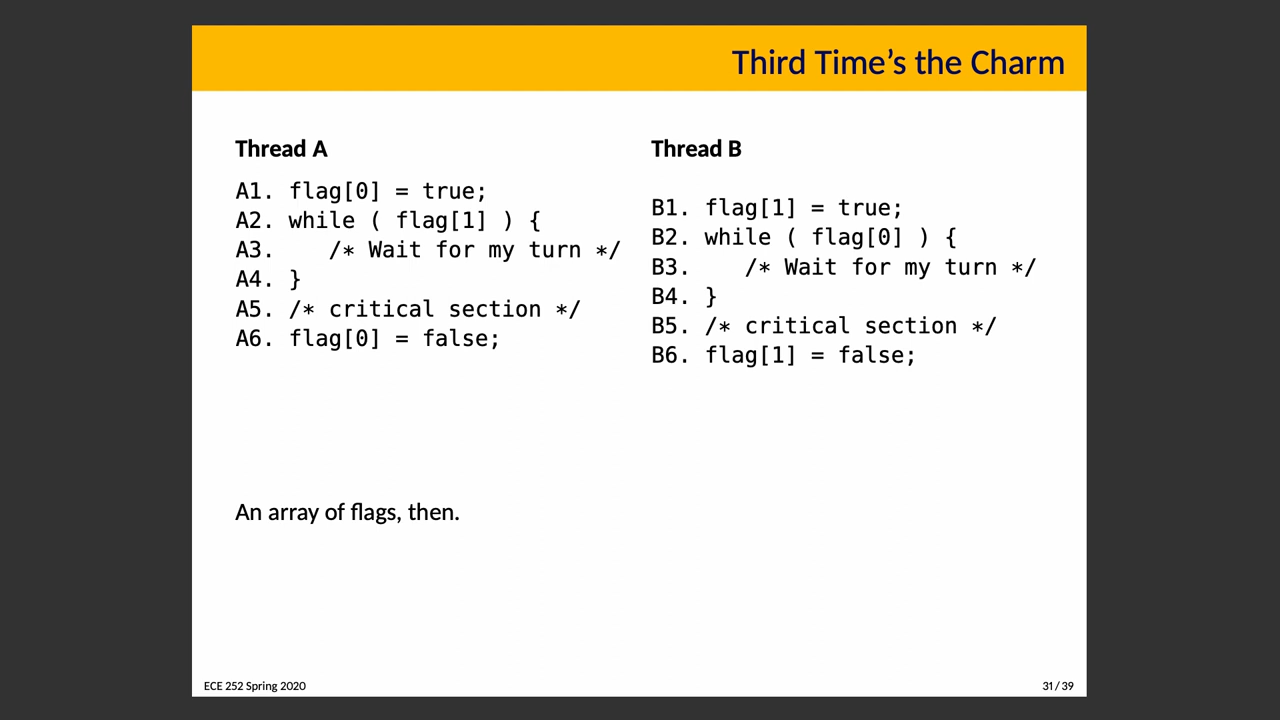 Third Time's the Charm
Thread A
A1. flag[0] = true;
A2. while ( flag[1] ) {
A3.    /* Wait for my turn */
A4. }
A5. /* critical section */
A6. flag[0] = false;
Thread B
B1. flag[1] = true;
B2. while ( flag[0] ) {
B3.    /* Wait for my turn */
B4. }
B5. /* critical section */
B6. flag[1] = false;
An array of flags, then.
ECE 252 Spring 2020
31 / 39